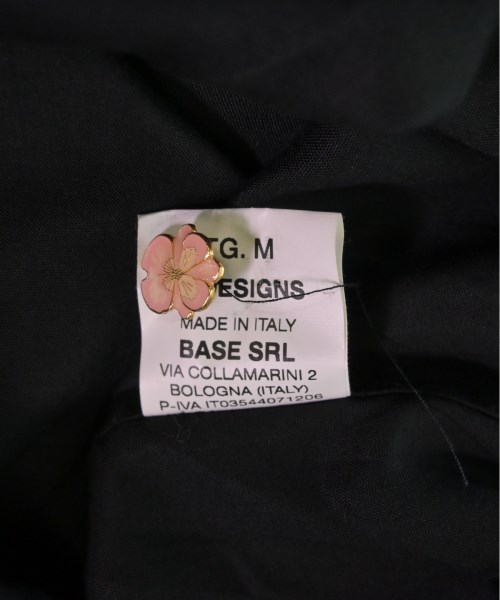 TG. M
ESIGNS
MADE IN ITALY
BASE SRL
VIA COLLAMARINI 2
BOLOGNA (ITALY)
P-IVA IT03544071206